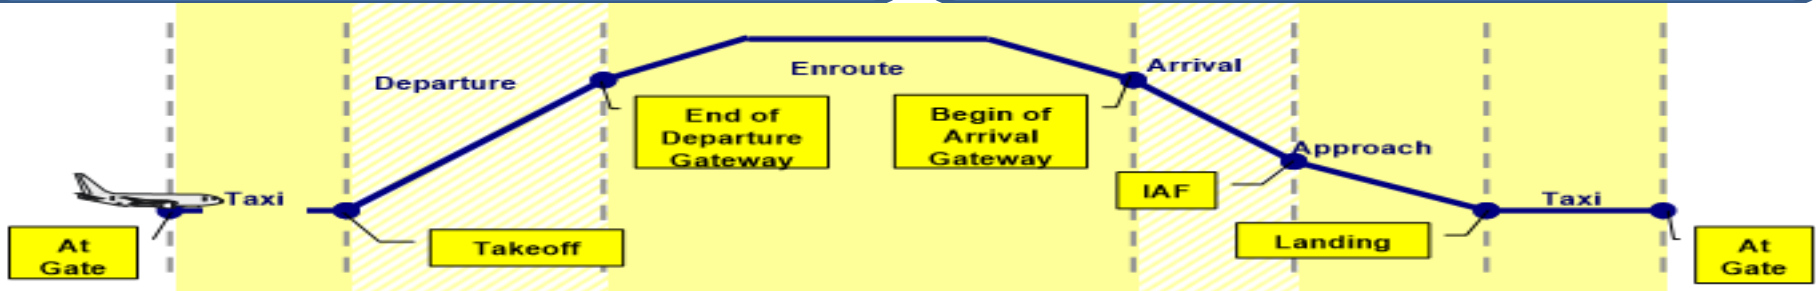 Departure
Enroute
Arrival
End of
Departure
Gateway
Begin of
Arrival
Gateway
Approach
IAF
Taxi
Taxi
At
Gate
Takeoff
Landing
At
Gate